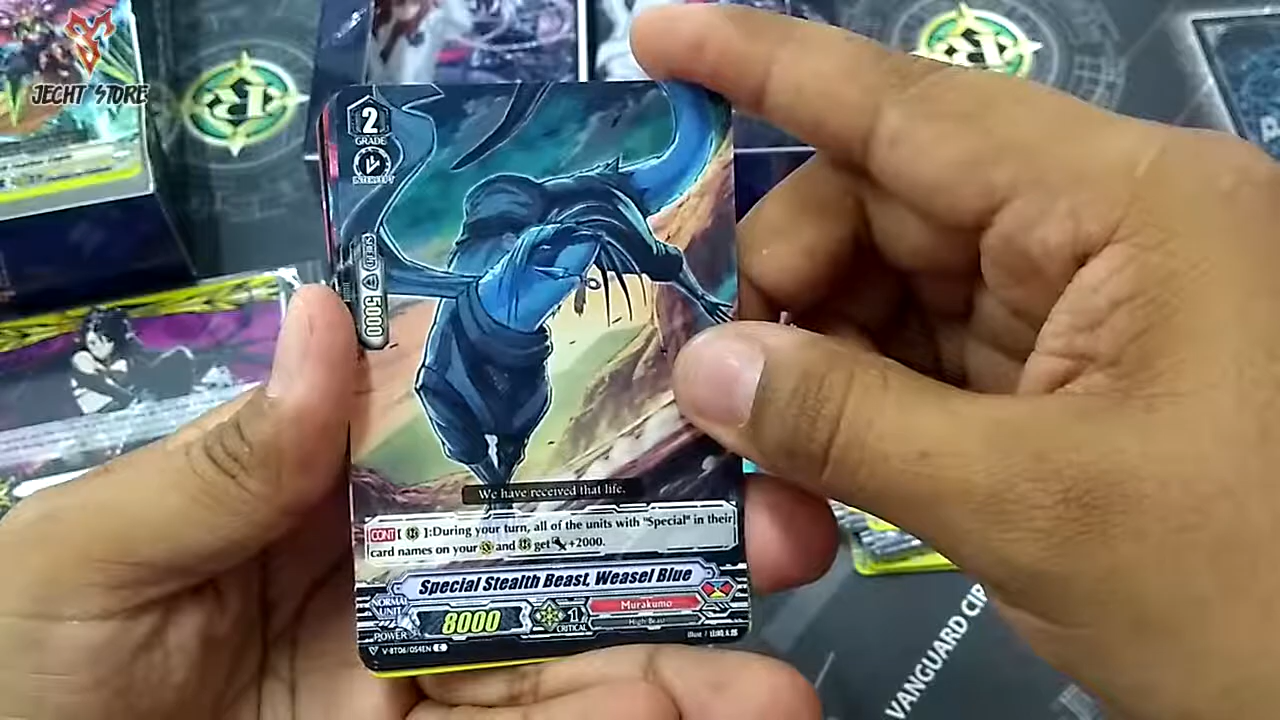 JECHT STORE
2
GRADE
INTERCEPT
SHIELD
5000
We have received that life.
CONT [ ]:During your turn, all of the units with "Special" in their
card names on your and get +2000.
Special Stealth Beast, Weasel Blue
NORMAL
UNIT
POWER
8000
1
CRITICAL
Murakumo
High Beast
V-BT06/054EN C
VANGUARD CIR